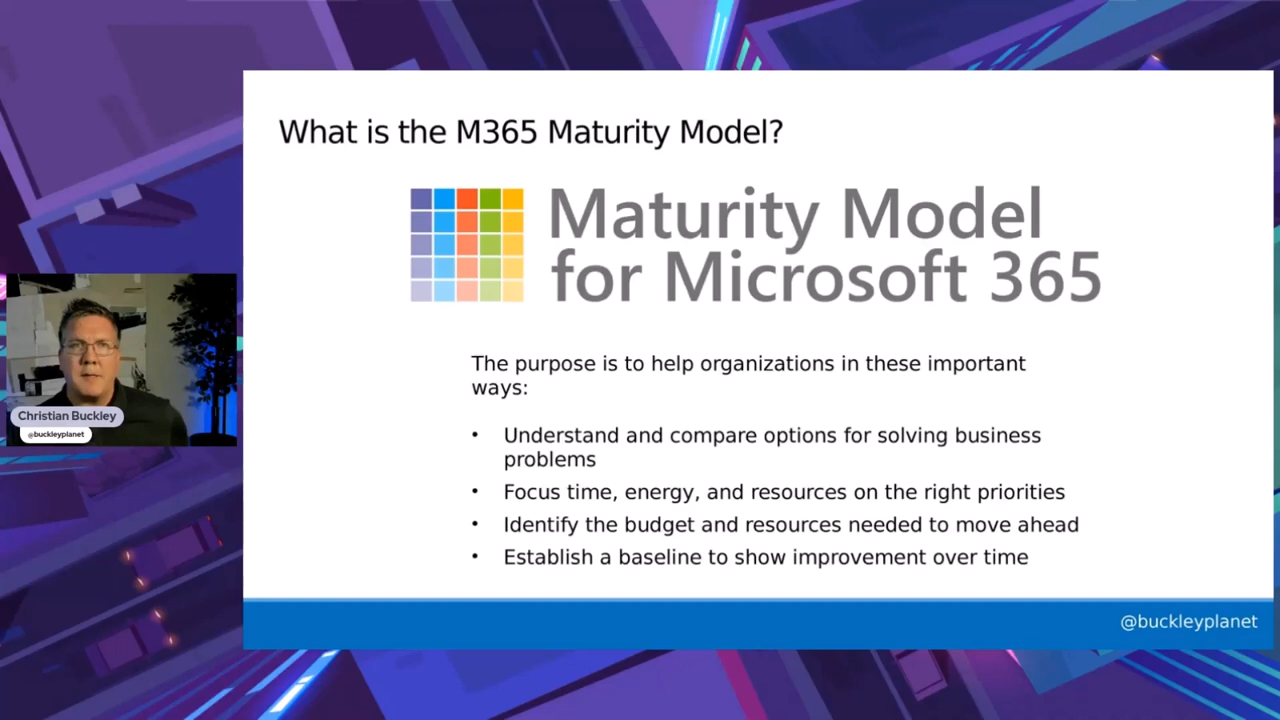 What is the M365 Maturity Model?
Maturity Model
for Microsoft 365
The purpose is to help organizations in these important
ways:
• Understand and compare options for solving business
problems
• Focus time, energy, and resources on the right priorities
• Identify the budget and resources needed to move ahead
• Establish a baseline to show improvement over time
@buckleyplanet
Christian Buckley
@buckleyplanet